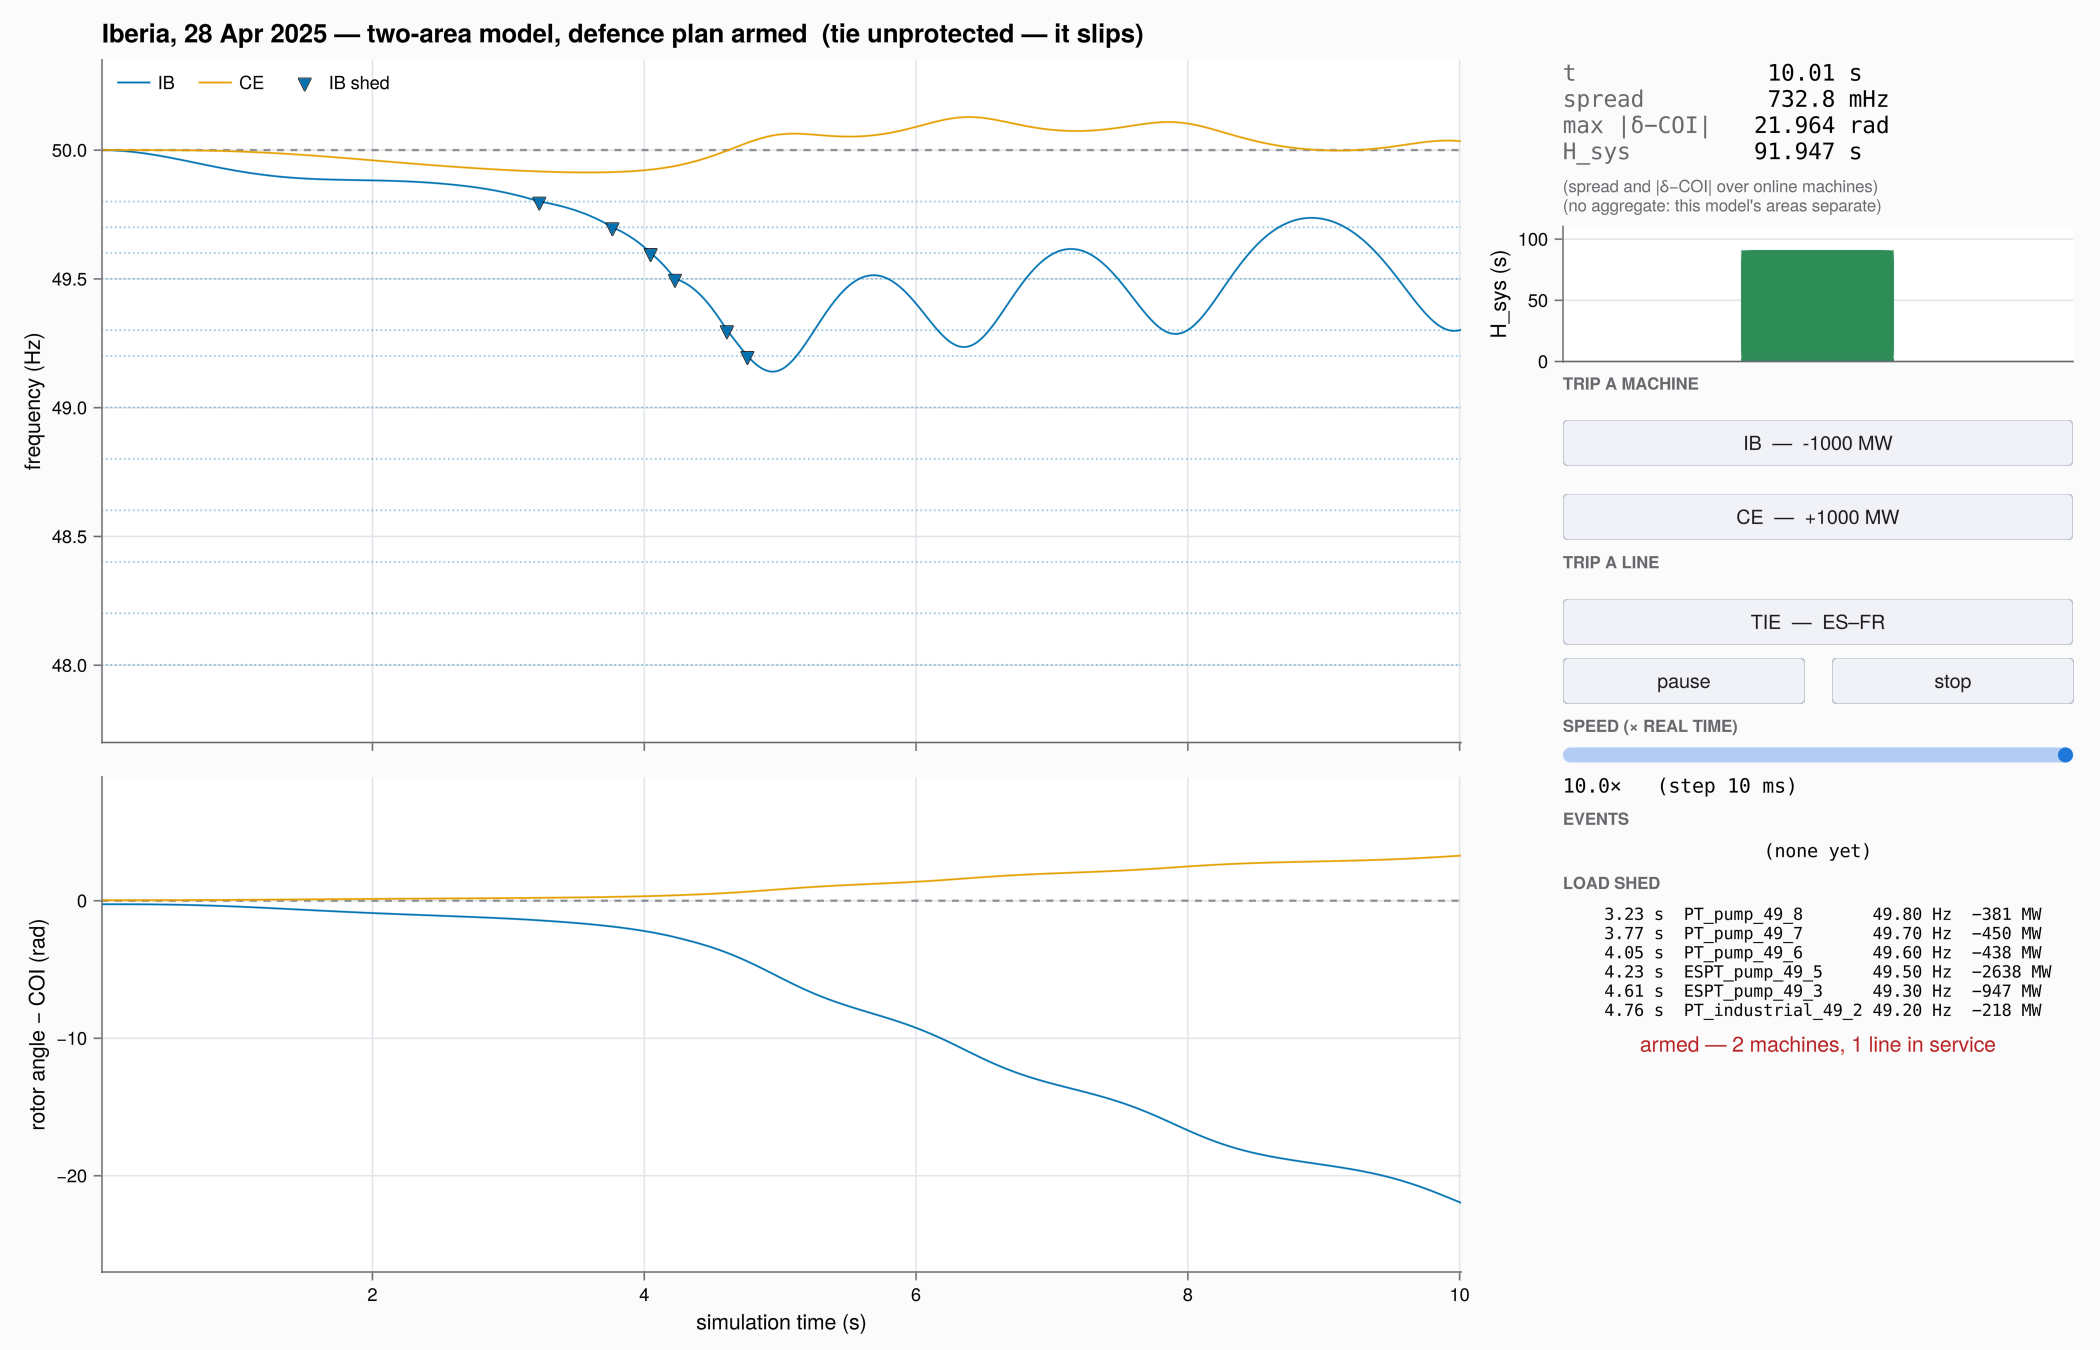 Iberia, 28 Apr 2025 — two-area model, defence plan armed  (tie unprotected — it slips)
IB
CE
IB shed
50.0
49.5
49.0
48.5
48.0
frequency (Hz)
0
−10
−20
rotor angle − COI (rad)
2
4
6
8
10
simulation time (s)
t 10.01 s
spread 732.8 mHz
max |δ−COI| 21.964 rad
H_sys 91.947 s
(spread and |δ−COI| over online machines)
(no aggregate: this model's areas separate)
100
50
0
H_sys (s)
TRIP A MACHINE
IB — -1000 MW
CE — +1000 MW
TRIP A LINE
TIE — ES–FR
pause
stop
SPEED (× REAL TIME)
10.0× (step 10 ms)
EVENTS
(none yet)
LOAD SHED
3.23 s PT_pump_49_8 49.80 Hz −381 MW
3.77 s PT_pump_49_7 49.70 Hz −450 MW
4.05 s PT_pump_49_6 49.60 Hz −438 MW
4.23 s ESPT_pump_49_5 49.50 Hz −2638 MW
4.61 s ESPT_pump_49_3 49.30 Hz −947 MW
4.76 s PT_industrial_49_2 49.20 Hz −218 MW
armed — 2 machines, 1 line in service